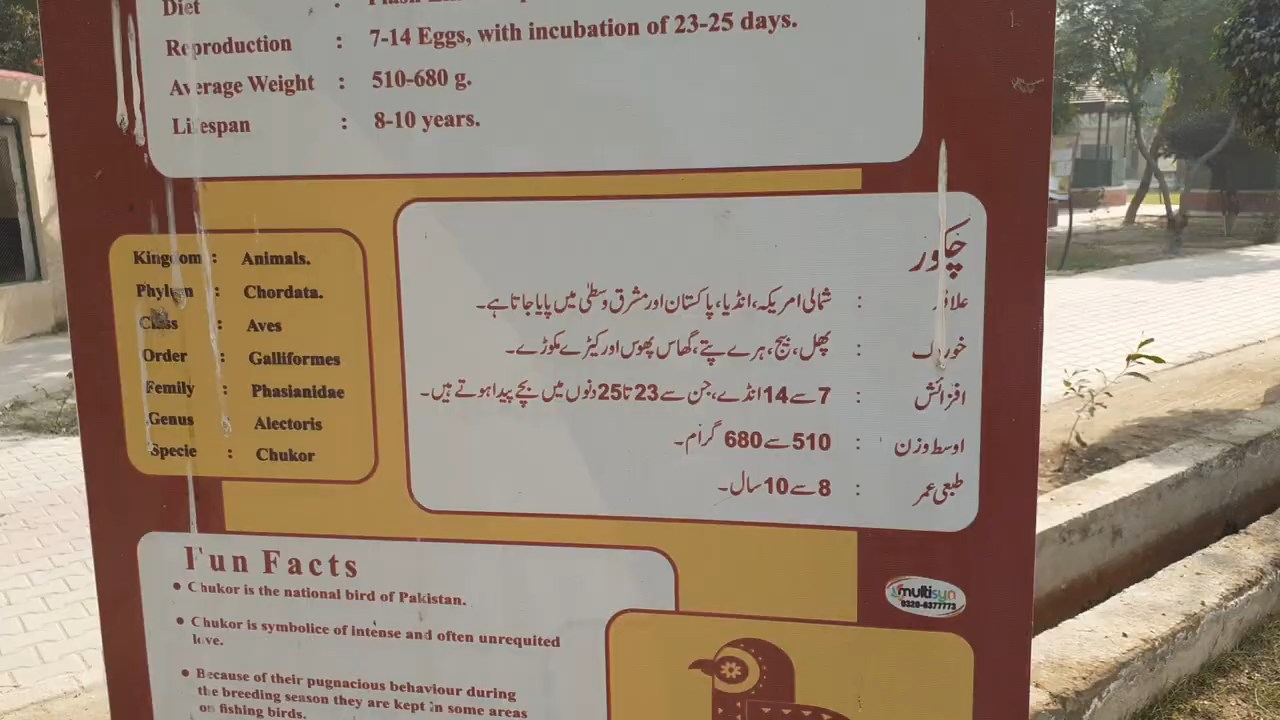 Diet :
Reproduction : 7-14 Eggs, with incubation of 23-25 days.
Average Weight : 510-680 g.
Lifespan : 8-10 years.
Kingdom : Animals.
Phylum : Chordata.
Class : Aves
Order : Galliformes
Femily : Phasianidae
Genus : Alectoris
Specie : Chukor
چکور
علاقہ : شمالی امریکہ، انڈیا، پاکستان اور مشرق وسطیٰ میں پایا جاتا ہے۔
خوراک : پھل، بیج، ہرے پتے، گھاس پھوس اور کیڑے مکوڑے۔
افزائش : 7 سے 14 انڈے، جن سے 23 تا 25 دنوں میں بچے پیدا ہوتے ہیں۔
اوسط وزن : 510 سے 680 گرام۔
طبعی عمر : 8 سے 10 سال۔
Fun Facts
• Chukor is the national bird of Pakistan.
• Chukor is symbolice of intense and often unrequited
love.
• Because of their pugnacious behaviour during
the breeding season they are kept in some areas
on fishing birds.
multisyn
0320-6377773